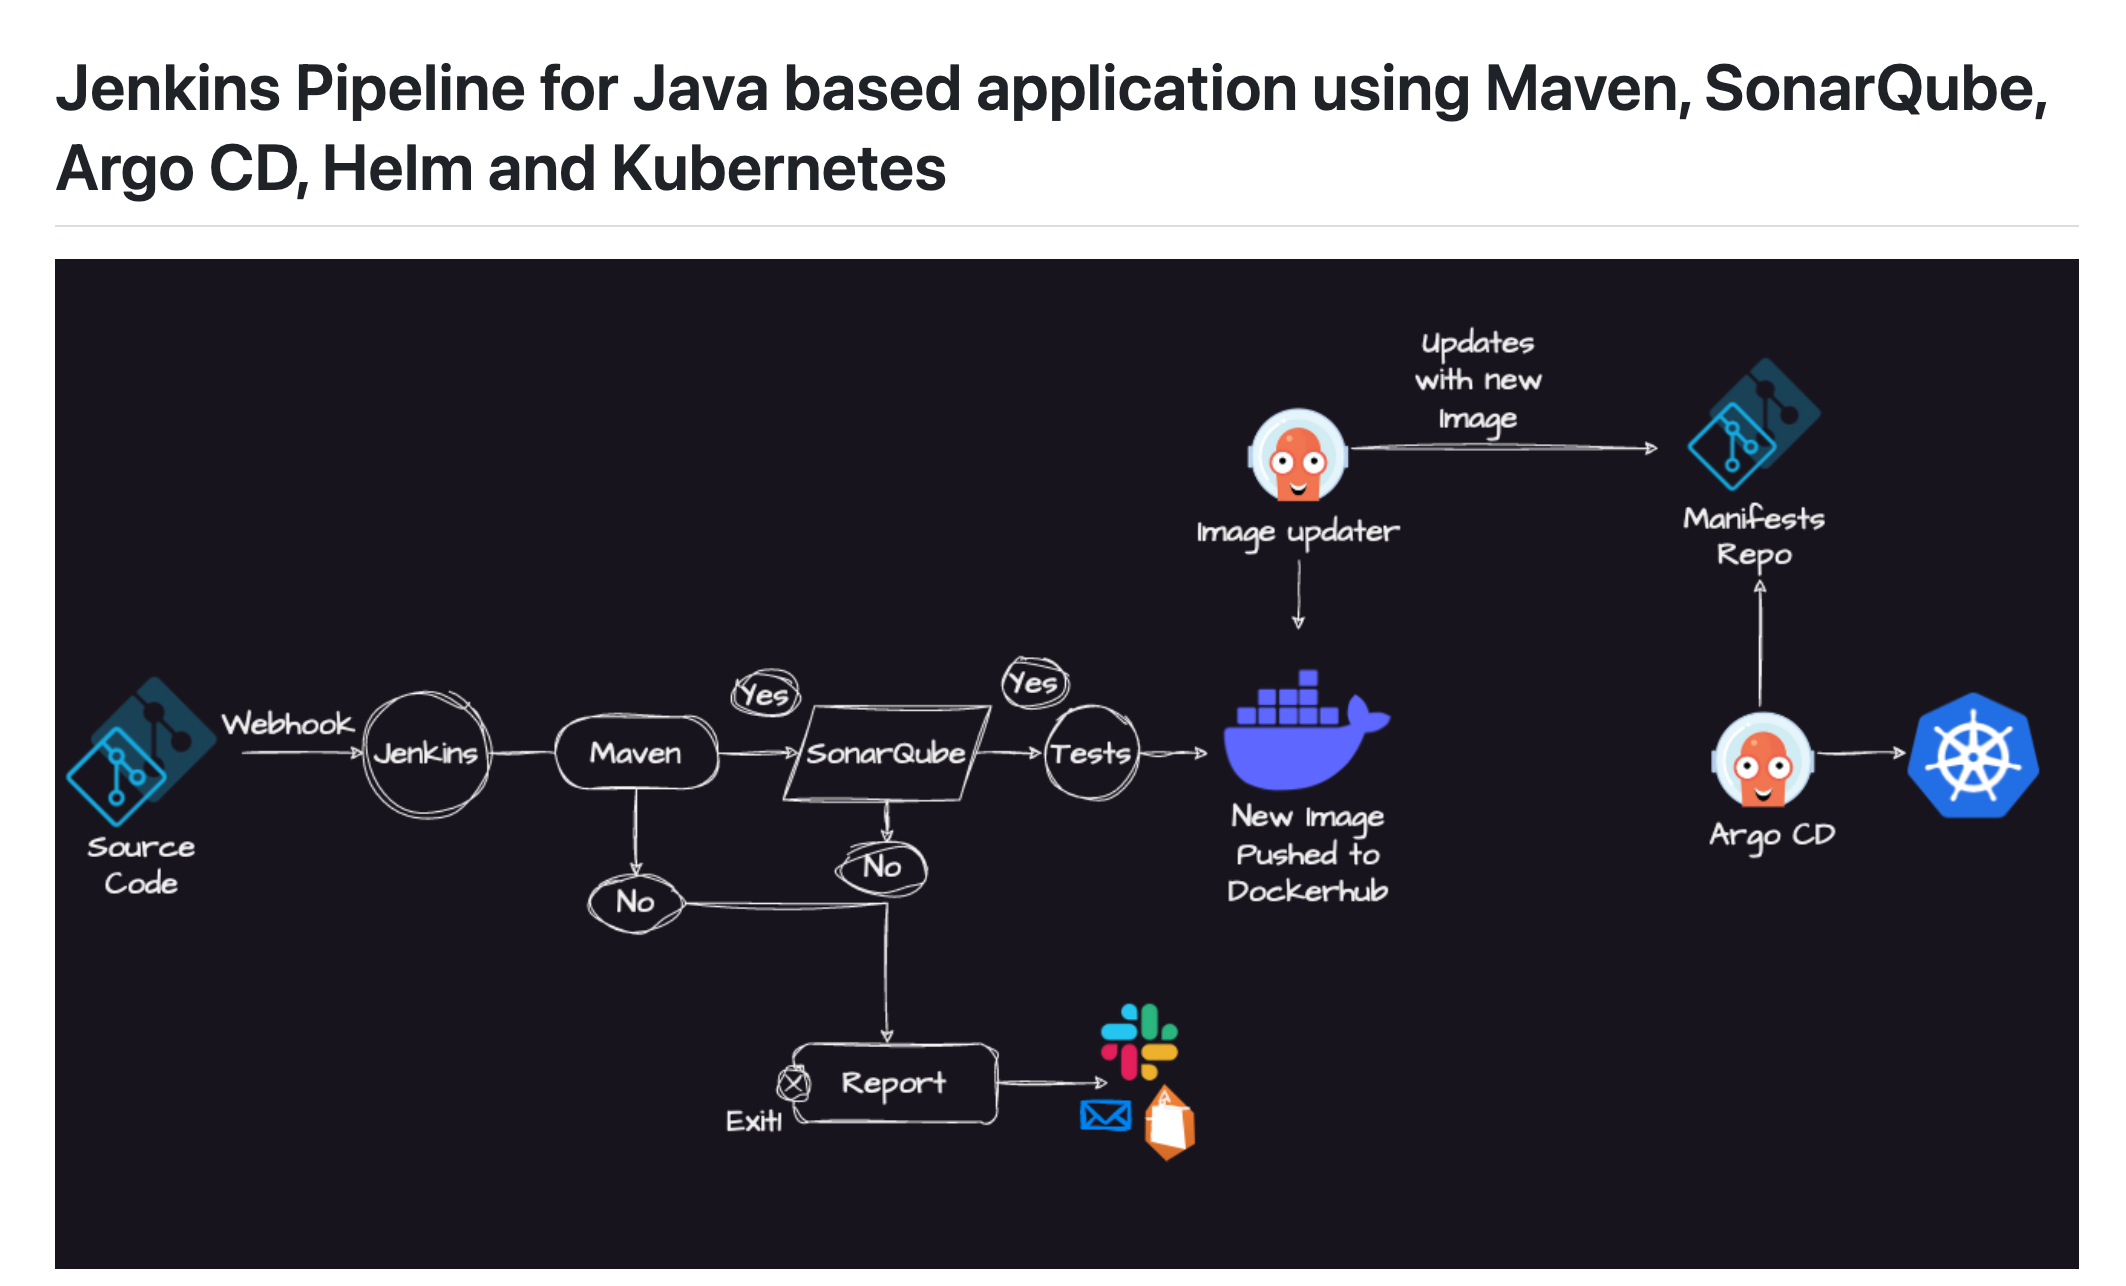 Jenkins Pipeline for Java based application using Maven, SonarQube,
Argo CD, Helm and Kubernetes
Updates
with new
Image
Image updater
Manifests
Repo
Webhook
Source
Code
Jenkins
Maven
Yes
SonarQube
Yes
Tests
No
No
New Image
Pushed to
Dockerhub
Argo CD
Report
Exit!